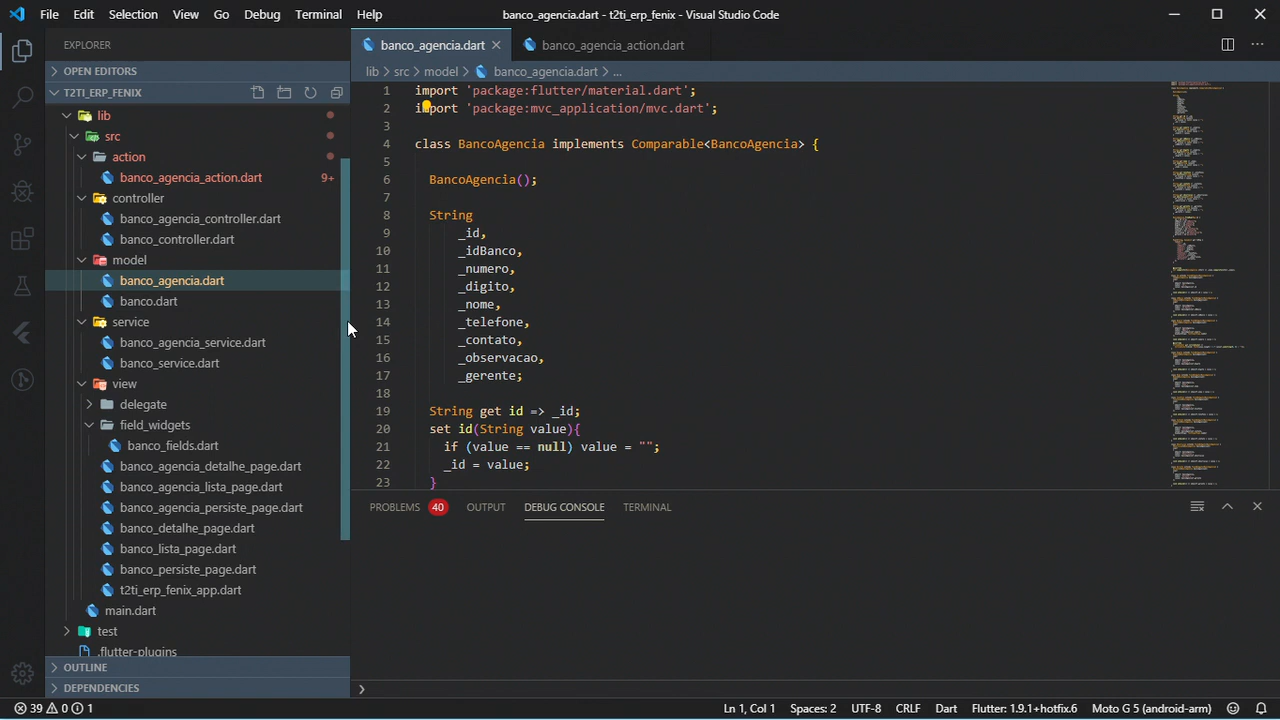 File Edit Selection View Go Debug Terminal Help
banco_agencia.dart - t2ti_erp_fenix - Visual Studio Code
EXPLORER
OPEN EDITORS
T2TI_ERP_FENIX
lib
src
action
banco_agencia_action.dart 9+
controller
banco_agencia_controller.dart
banco_controller.dart
model
banco_agencia.dart
banco.dart
service
banco_agencia_service.dart
banco_service.dart
view
delegate
field_widgets
banco_fields.dart
banco_agencia_detalhe_page.dart
banco_agencia_lista_page.dart
banco_agencia_persiste_page.dart
banco_detalhe_page.dart
banco_lista_page.dart
banco_persiste_page.dart
t2ti_erp_fenix_app.dart
main.dart
test
.flutter-plugins
OUTLINE
DEPENDENCIES
banco_agencia.dart
banco_agencia_action.dart
lib > src > model > banco_agencia.dart > ...
1 import 'package:flutter/material.dart';
2 import 'package:mvc_application/mvc.dart';
3
4 class BancoAgencia implements Comparable<BancoAgencia> {
5
6 BancoAgencia();
7
8 String
9 _id,
10 _idBanco,
11 _numero,
12 _digito,
13 _nome,
14 _telefone,
15 _contato,
16 _observacao,
17 _gerente;
18
19 String get id => _id;
20 set id(String value){
21 if (value == null) value = "";
22 _id = value;
23 }
PROBLEMS 40 OUTPUT DEBUG CONSOLE TERMINAL
39 0 1
Ln 1, Col 1 Spaces: 2 UTF-8 CRLF Dart Flutter: 1.9.1+hotfix.6 Moto G 5 (android-arm)